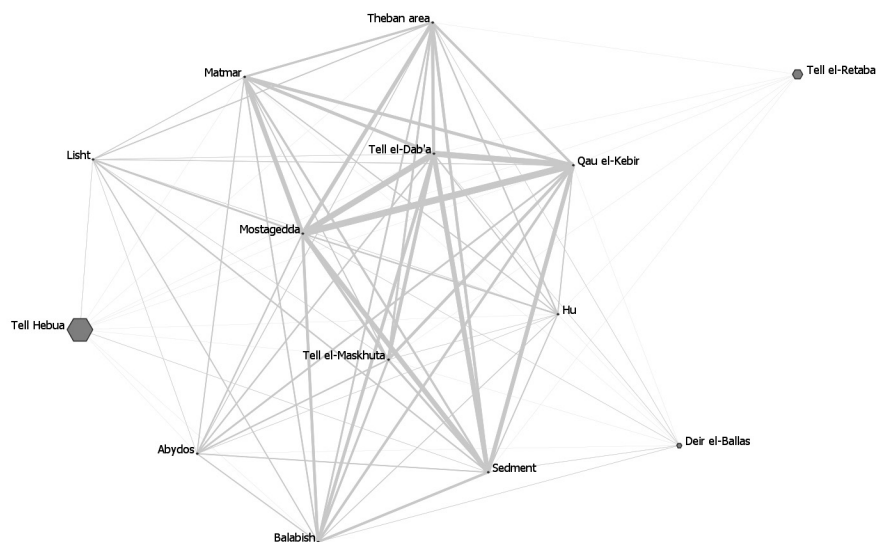 Theban area
Matmar
Tell el-Retaba
Lisht
Tell el-Dab'a
Qau el-Kebir
Mostagedda
Hu
Tell Hebua
Tell el-Maskhuta
Deir el-Ballas
Abydos
Sedment
Balabish